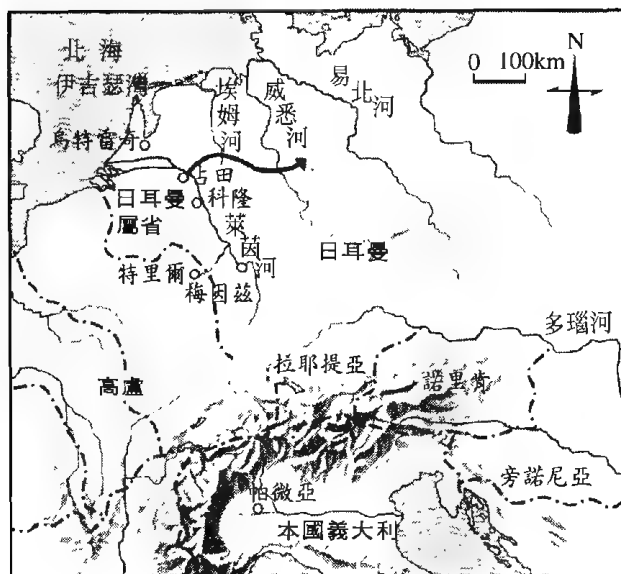 N
0 100km
北海
伊吉瑟灣
埃姆河
威悉河
易北河
烏特雷奇
占田
日耳曼
屬省
科隆
萊茵河
日耳曼
特里爾
梅因茲
多瑙河
拉耶提亞
諾里肯
高盧
旁諾尼亞
帕微亞
本國義大利